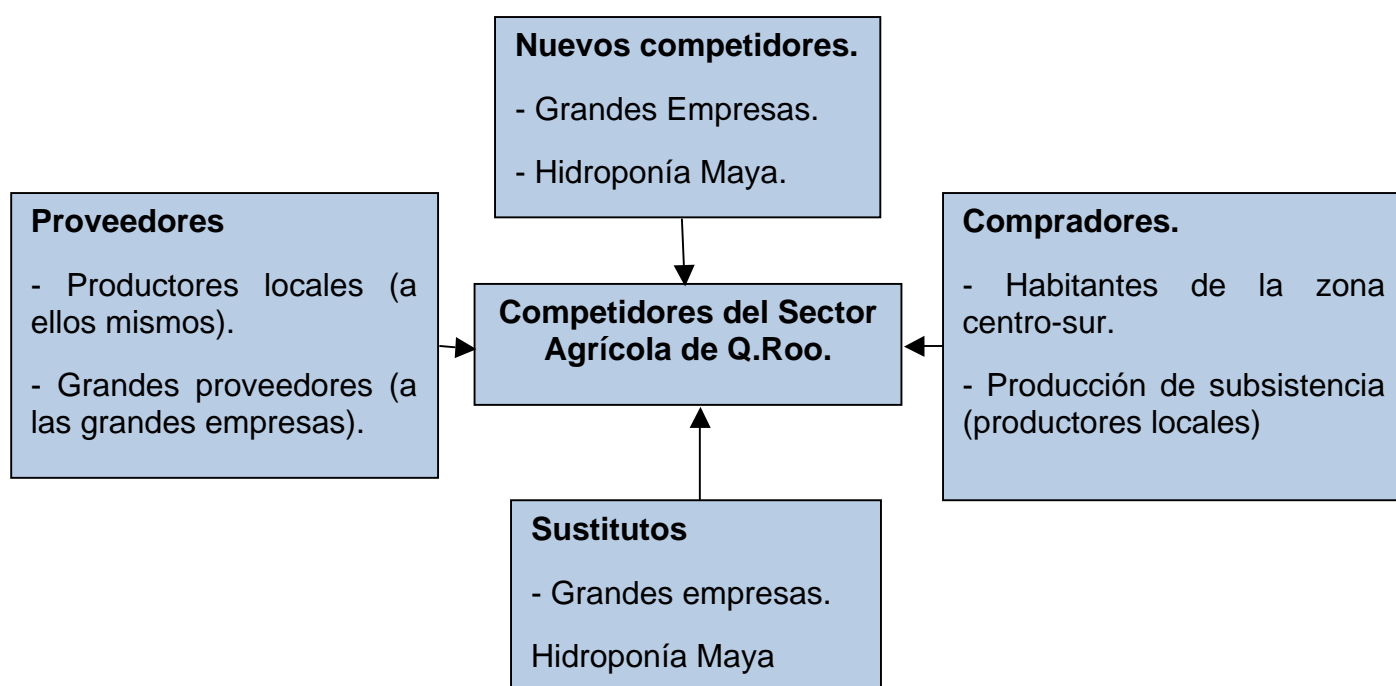 Nuevos competidores.
- Grandes Empresas.
- Hidroponía Maya.
Proveedores
- Productores locales (a
ellos mismos).
- Grandes proveedores (a
las grandes empresas).
Competidores del Sector
Agrícola de Q.Roo.
Compradores.
- Habitantes de la zona
centro-sur.
- Producción de subsistencia
(productores locales)
Sustitutos
- Grandes empresas.
Hidroponía Maya